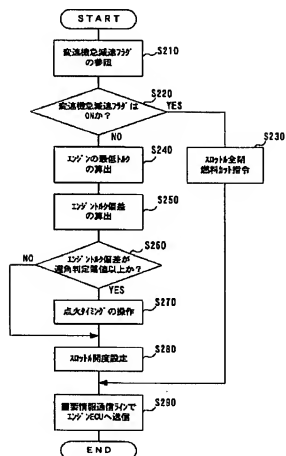 START
S210
変速機急減速フラグ
の参照
S220
変速機急減速フラグは
ONか?
YES
NO
S230
スロットル全閉
燃料カット指令
S240
エンジンの最低トルク
の算出
S250
エンジントルク偏差
の算出
S260
エンジントルク偏差が
遅角判定電値以上か?
NO
YES
S270
点火タイミングの操作
S280
スロットル開度設定
S290
重要情報通信ラインで
エンジンECUへ送信
END